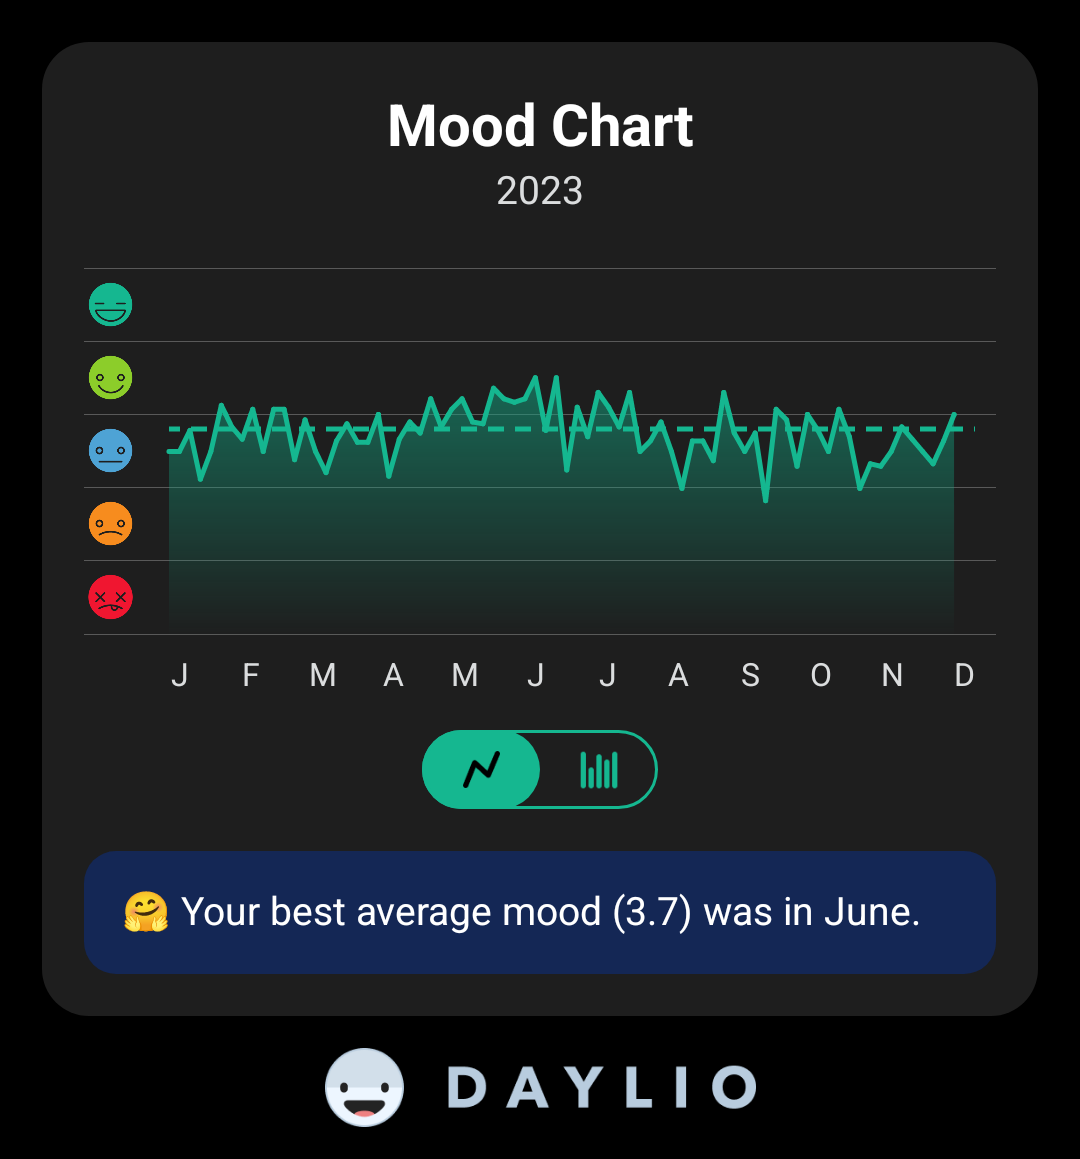 Mood Chart
2023
J F M A M J J A S O N D
🤗 Your best average mood (3.7) was in June.
DAYLIO